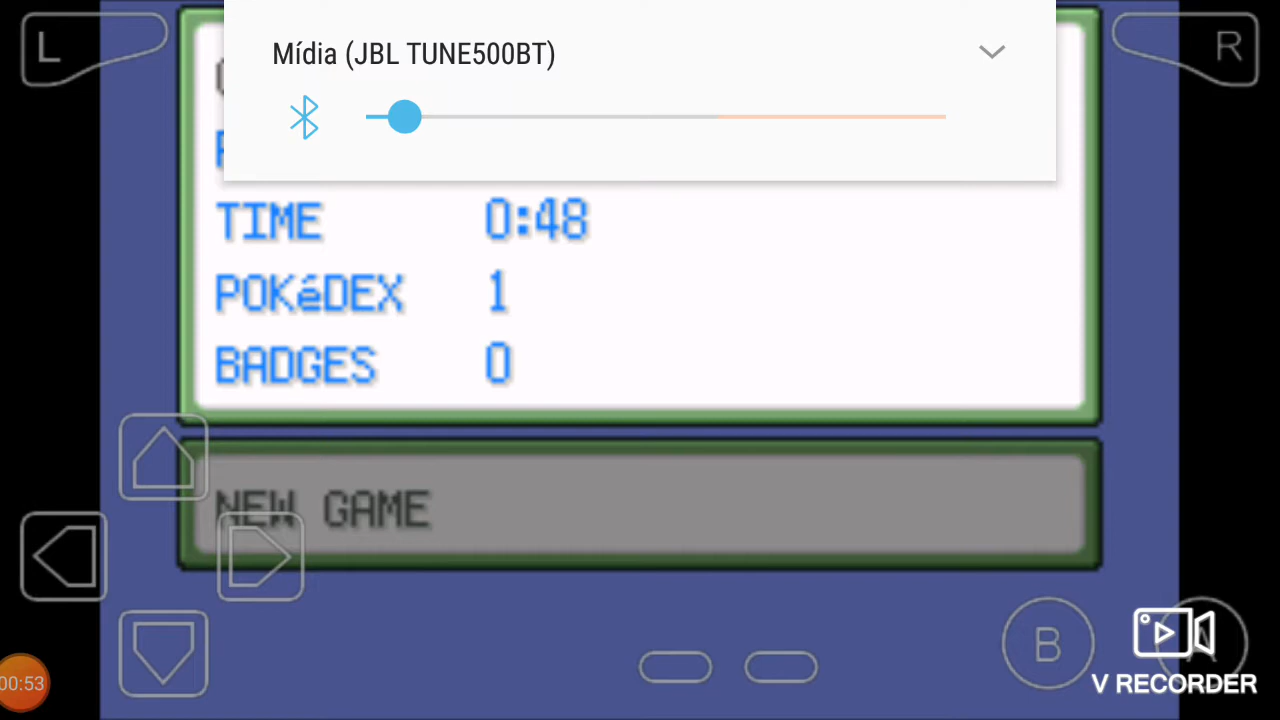 L
R
Mídia (JBL TUNE500BT)
TIME 0:48
POKéDEX 1
BADGES 0
NEW GAME
B
00:53
V RECORDER